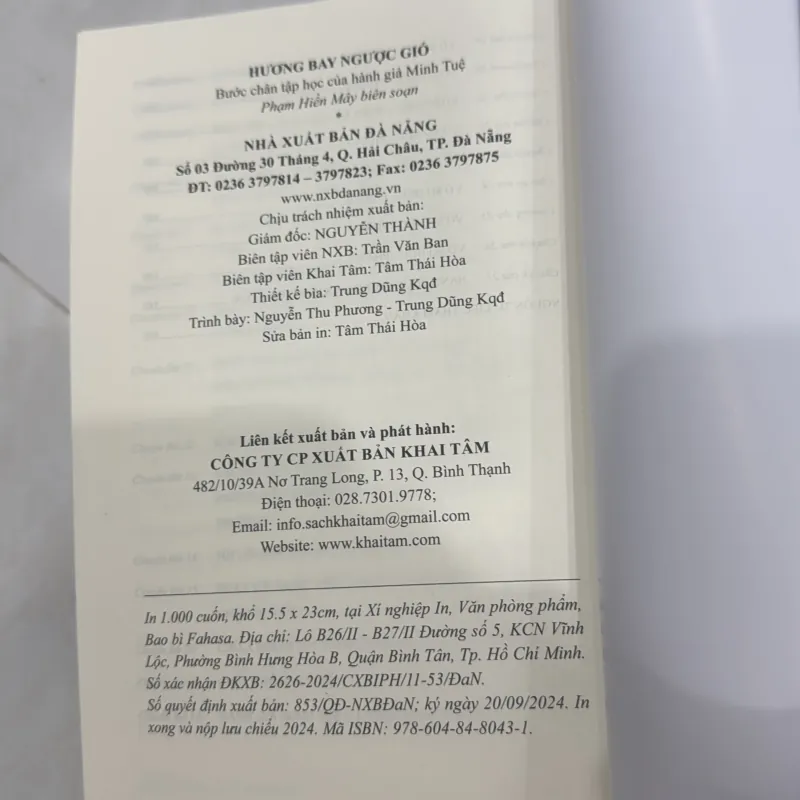 HƯƠNG BAY NGƯỢC GIÓ
Bước chân tập học của hành giả Minh Tuệ
Phạm Hiền Mây biên soạn
*
NHÀ XUẤT BẢN ĐÀ NẴNG
Số 03 Đường 30 Tháng 4, Q. Hải Châu, TP. Đà Nẵng
ĐT: 0236 3797814 – 3797823; Fax: 0236 3797875
www.nxbdanang.vn
Chịu trách nhiệm xuất bản:
Giám đốc: NGUYỄN THÀNH
Biên tập viên NXB: Trần Văn Ban
Biên tập viên Khai Tâm: Tâm Thái Hòa
Thiết kế bìa: Trung Dũng Kqđ
Trình bày: Nguyễn Thu Phương - Trung Dũng Kqđ
Sửa bản in: Tâm Thái Hòa
Liên kết xuất bản và phát hành:
CÔNG TY CP XUẤT BẢN KHAI TÂM
482/10/39A Nơ Trang Long, P. 13, Q. Bình Thạnh
Điện thoại: 028.7301.9778;
Email: info.sachkhaitam@gmail.com
Website: www.khaitam.com
In 1.000 cuốn, khổ 15.5 x 23cm, tại Xí nghiệp In, Văn phòng phẩm,
Bao bì Fahasa. Địa chỉ: Lô B26/II - B27/II Đường số 5, KCN Vĩnh
Lộc, Phường Bình Hưng Hòa B, Quận Bình Tân, Tp. Hồ Chí Minh.
Số xác nhận ĐKXB: 2626-2024/CXBIPH/11-53/ĐaN.
Số quyết định xuất bản: 853/QĐ-NXBĐaN; ký ngày 20/09/2024. In
xong và nộp lưu chiểu 2024. Mã ISBN: 978-604-84-8043-1.